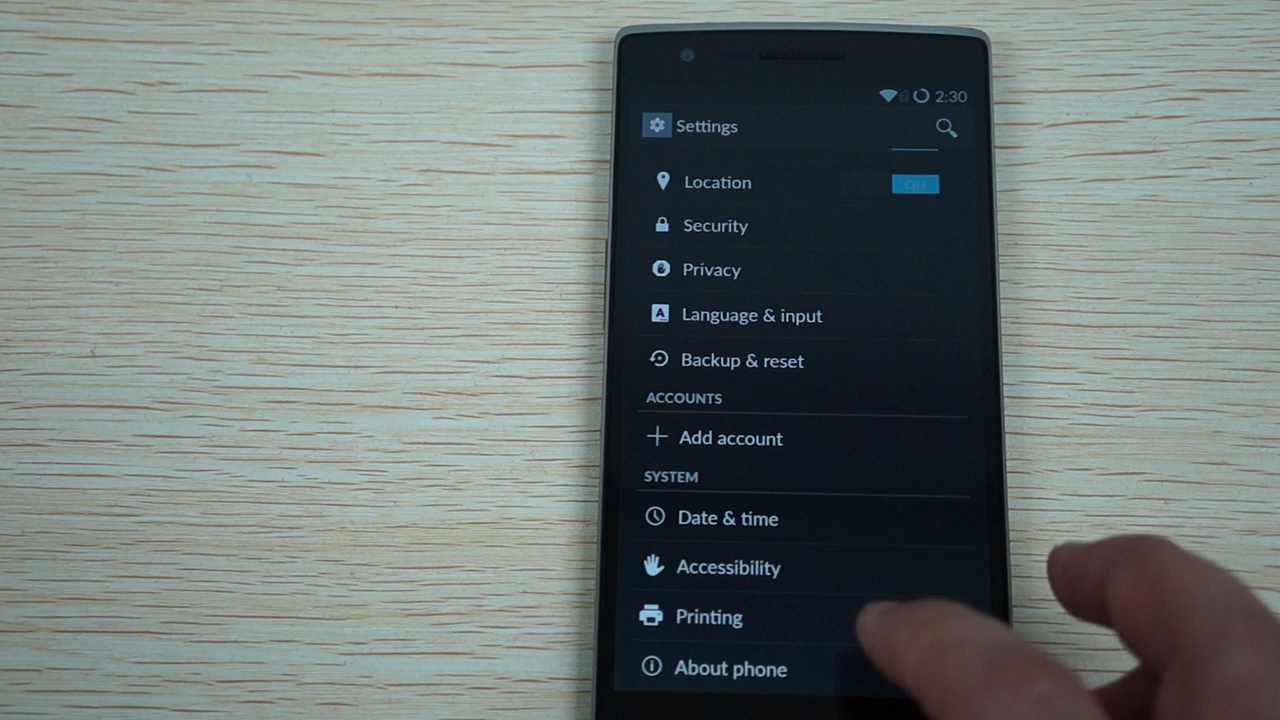 2:30
Settings
Location ON
Security
Privacy
Language & input
Backup & reset
ACCOUNTS
Add account
SYSTEM
Date & time
Accessibility
Printing
About phone